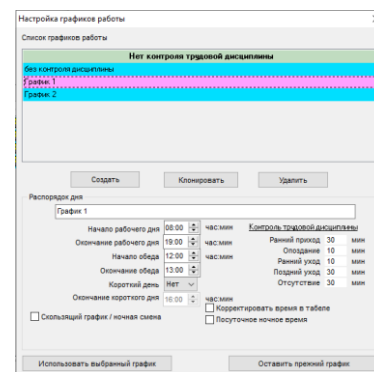 Настройка графиков работы
Список графиков работы
Нет контроля трудовой дисциплины
без контроля дисциплины
График 1
График 2
Создать Клонировать Удалить
Распорядок дня
График 1
Начало рабочего дня 08:00 час:мин Контроль трудовой дисциплины
Окончание рабочего дня 19:00 час:мин Ранний приход 30 мин
Начало обеда 12:00 час:мин Опоздание 10 мин
Окончание обеда 13:00 Ранний уход 10 мин
Короткий день Нет Поздний уход 30 мин
Окончание короткого дня 16:00 час:мин Отсутствие 30 мин
Корректировать время в табеле
Скользящий график / ночная смена Посуточное ночное время
Использовать выбранный график Оставить прежний график